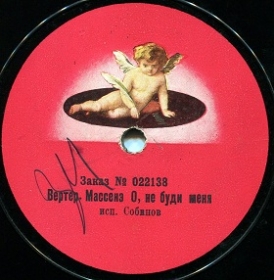 Заказ № 022138
Вертер, Массенэ О, не буди меня
исп. Собинов